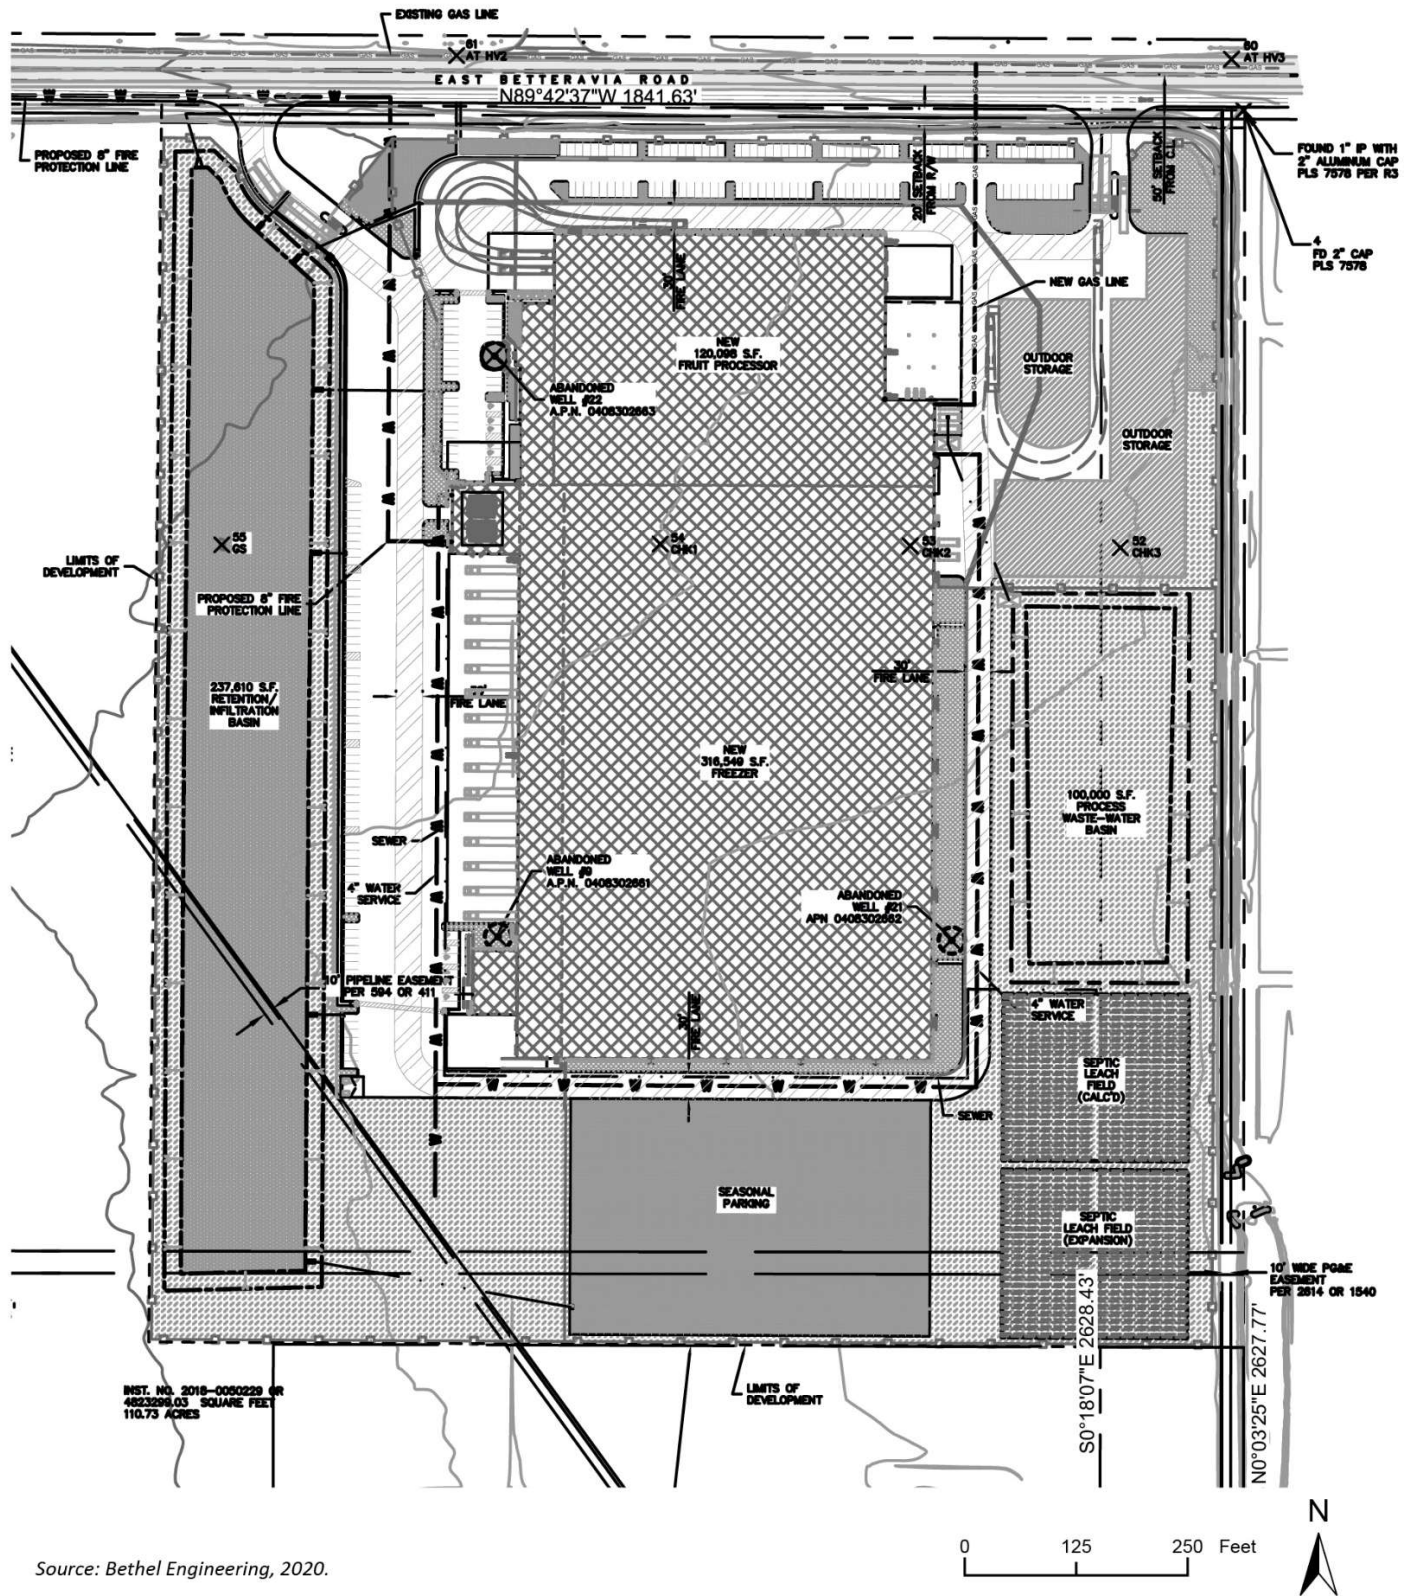 EXISTING GAS LINE
61
AT HV2
60
AT HV3
EAST BETTERAVIA ROAD
N89°42'37"W 1841.63'
PROPOSED 8" FIRE
PROTECTION LINE
FOUND 1" IP WITH
2" ALUMINUM CAP
PLS 7578 PER R3
20' SETBACK
FROM R/W
50' SETBACK
FROM C.L.
4
FD 2" CAP
PLS 7578
30'
FIRE LANE
NEW GAS LINE
NEW
120,098 S.F.
FRUIT PROCESSOR
OUTDOOR
STORAGE
ABANDONED
WELL #22
A.P.N. 0408302663
OUTDOOR
STORAGE
55
GS
54
CHK1
53
CHK2
52
CHK3
LIMITS OF
DEVELOPMENT
PROPOSED 8" FIRE
PROTECTION LINE
30'
FIRE LANE
237,610 S.F.
RETENTION/
INFILTRATION
BASIN
FIRE LANE
NEW
316,549 S.F.
FREEZER
100,000 S.F.
PROCESS
WASTE-WATER
BASIN
SEWER
ABANDONED
WELL #9
A.P.N. 0408302661
4" WATER
SERVICE
ABANDONED
WELL #21
APN 0408302662
10' PIPELINE EASEMENT
PER 594 OR 411
4" WATER
SERVICE
30'
FIRE LANE
SEPTIC
LEACH
FIELD
(CALC'D)
SEWER
SEASONAL
PARKING
SEPTIC
LEACH FIELD
(EXPANSION)
10' WIDE PG&E
EASEMENT
PER 2614 OR 1540
S0°18'07"E 2628.43'
N0°03'25"E 2627.77'
INST. NO. 2018-0050229 OR
4823299.03 SQUARE FEET
110.73 ACRES
LIMITS OF
DEVELOPMENT
N
0 125 250 Feet
Source: Bethel Engineering, 2020.